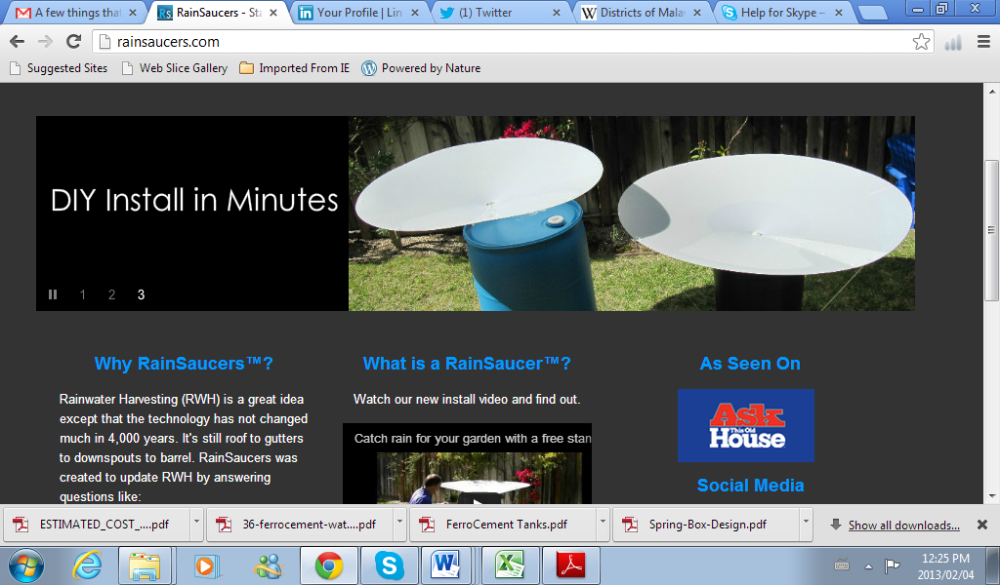 A few things that
RainSaucers - Sta
Your Profile | Lin
(1) Twitter
Districts of Mala
Help for Skype –
rainsaucers.com
Suggested Sites
Web Slice Gallery
Imported From IE
Powered by Nature
DIY Install in Minutes
1 2 3
Why RainSaucers™?
Rainwater Harvesting (RWH) is a great idea
except that the technology has not changed
much in 4,000 years. It's still roof to gutters
to downspouts to barrel. RainSaucers was
created to update RWH by answering
questions like:
What is a RainSaucer™?
Watch our new install video and find out.
Catch rain for your garden with a free stan
As Seen On
Ask
This Old
House
Social Media
ESTIMATED_COST_....pdf
36-ferrocement-wat....pdf
FerroCement Tanks.pdf
Spring-Box-Design.pdf
Show all downloads...
12:25 PM
2013/02/04